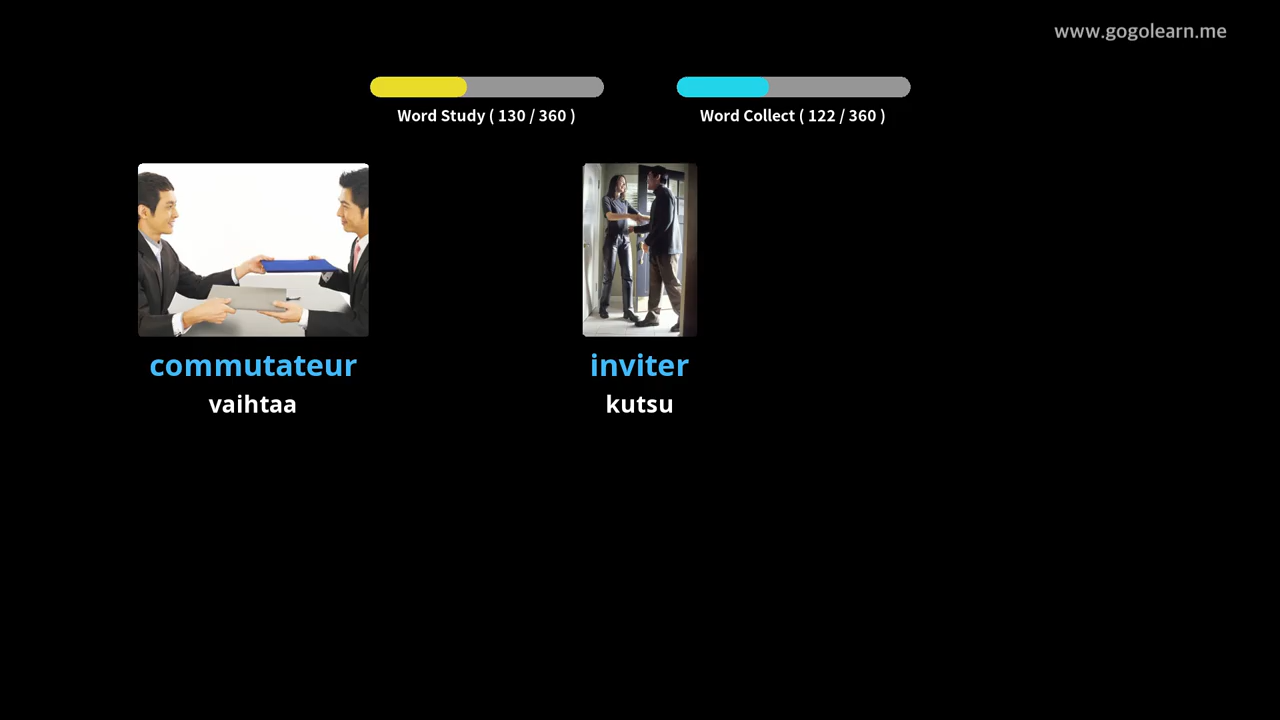 www.gogolearn.me
Word Study ( 130 / 360 )
Word Collect ( 122 / 360 )
commutateur
vaihtaa
inviter
kutsu